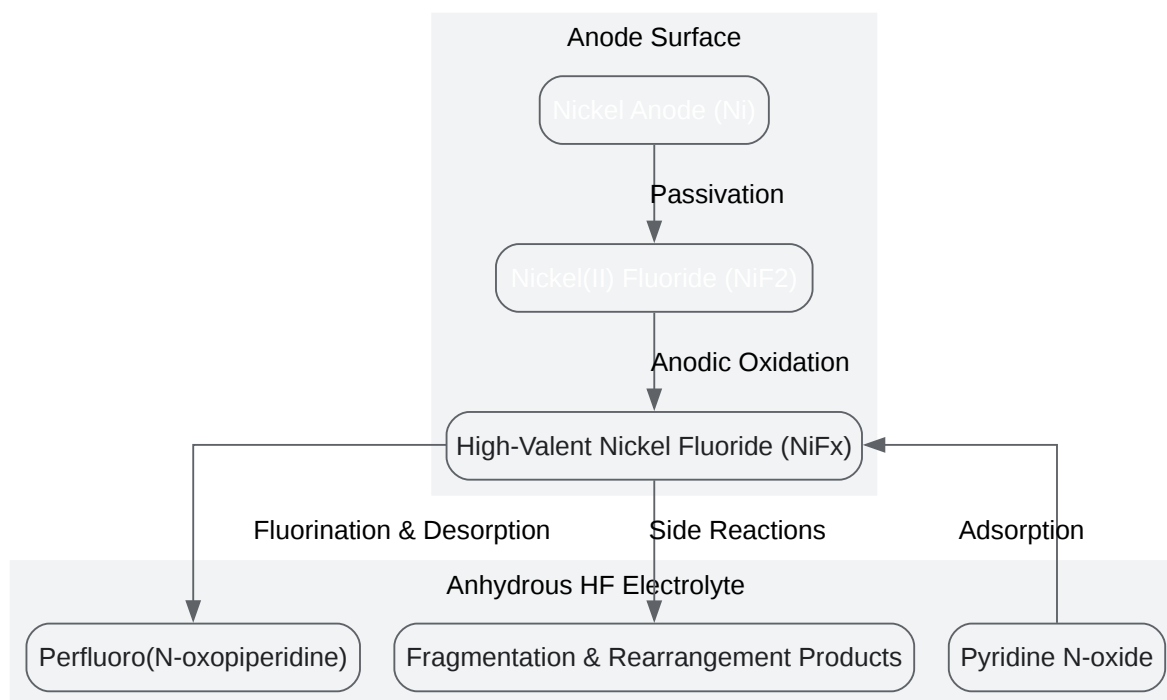 Anode Surface
Nickel Anode (Ni)
Passivation
Nickel(II) Fluoride (NiF2)
Anodic Oxidation
High-Valent Nickel Fluoride (NiFx)
Fluorination & Desorption
Side Reactions
Adsorption
Anhydrous HF Electrolyte
Perfluoro(N-oxopiperidine)
Fragmentation & Rearrangement Products
Pyridine N-oxide